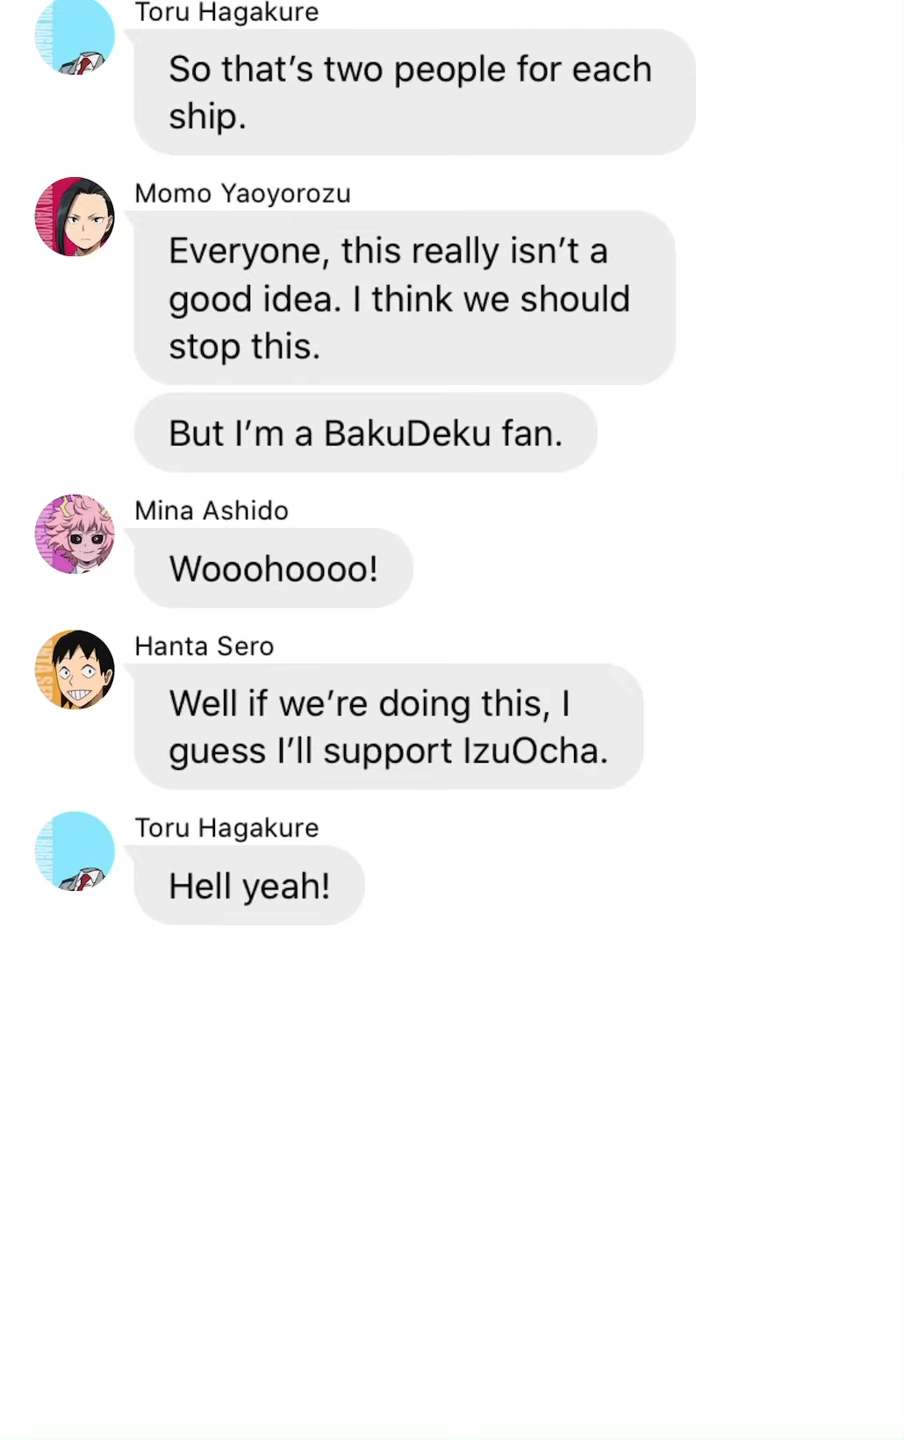 Toru Hagakure
So that’s two people for each
ship.
Momo Yaoyorozu
Everyone, this really isn’t a
good idea. I think we should
stop this.
But I’m a BakuDeku fan.
Mina Ashido
Wooohoooo!
Hanta Sero
Well if we’re doing this, I
guess I’ll support IzuOcha.
Toru Hagakure
Hell yeah!